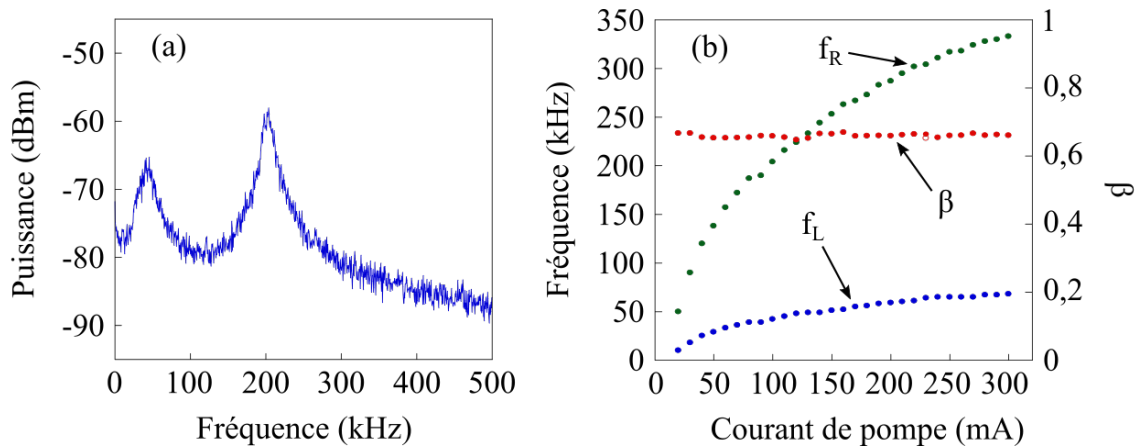 (a)
Puissance (dBm)
-50
-60
-70
-80
-90
0 100 200 300 400 500
Fréquence (kHz)
(b)
Fréquence (kHz)
350
300
250
200
150
100
50
0
f_R
β
f_L
1
0,8
0,6
0,4
0,2
0
β
0 50 100 150 200 250 300
Courant de pompe (mA)